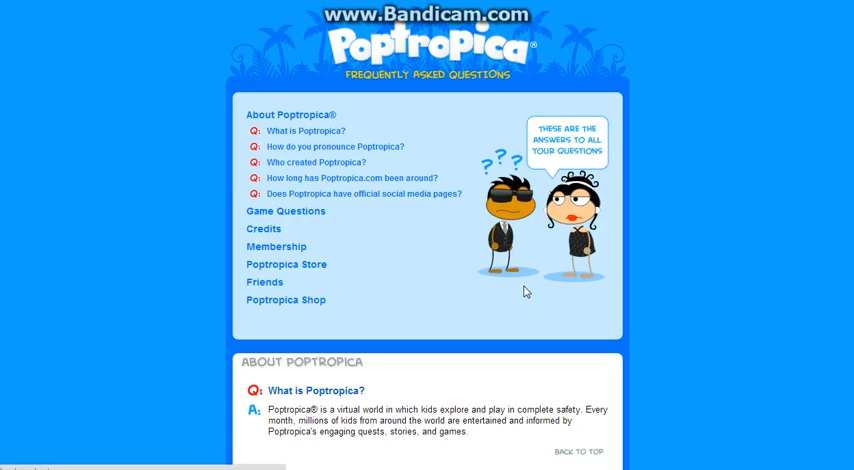 www.Bandicam.com
Poptropica®
FREQUENTLY ASKED QUESTIONS
About Poptropica®
Q: What is Poptropica?
Q: How do you pronounce Poptropica?
Q: Who created Poptropica?
Q: How long has Poptropica.com been around?
Q: Does Poptropica have official social media pages?
Game Questions
Credits
Membership
Poptropica Store
Friends
Poptropica Shop
? ? ?
THESE ARE THE
ANSWERS TO ALL
YOUR QUESTIONS
ABOUT POPTROPICA
Q: What is Poptropica?
A: Poptropica® is a virtual world in which kids explore and play in complete safety. Every
month, millions of kids from around the world are entertained and informed by
Poptropica's engaging quests, stories, and games.
BACK TO TOP